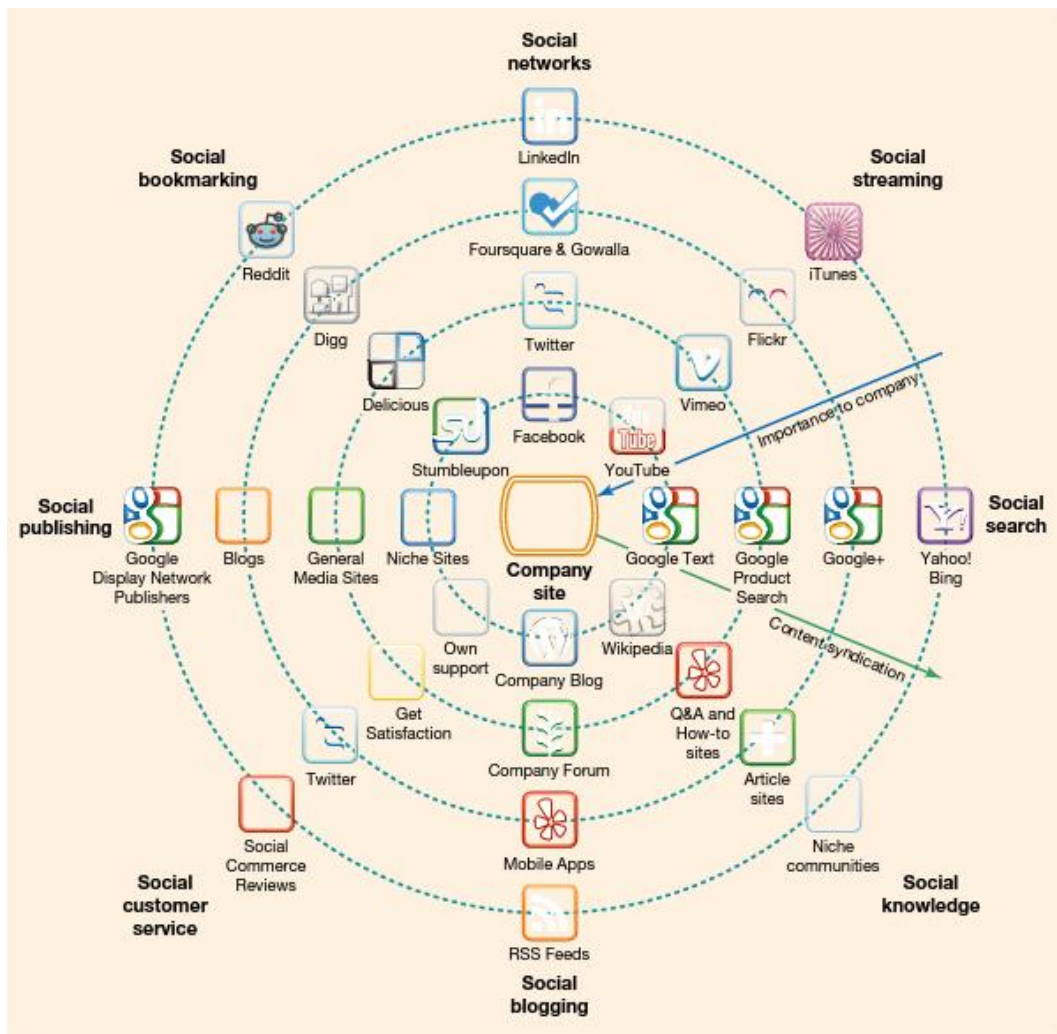 Social
networks
LinkedIn
Social
bookmarking
Social
streaming
Reddit
Foursquare & Gowalla
iTunes
Digg
Twitter
Flickr
Delicious
Vimeo
Importance to company
Stumbleupon
Facebook
YouTube
You
Tube
Social
publishing
Google
Display Network
Publishers
Blogs
General
Media Sites
Niche Sites
Company
site
Google Text
Google
Product
Search
Google+
Yahoo!
Bing
Social
search
Own
support
Company Blog
Wikipedia
Content syndication
Get
Satisfaction
Q&A and
How-to
sites
Twitter
Company Forum
Article
sites
Social
Commerce
Reviews
Mobile Apps
Niche
communities
Social
customer
service
RSS Feeds
Social
knowledge
Social
blogging